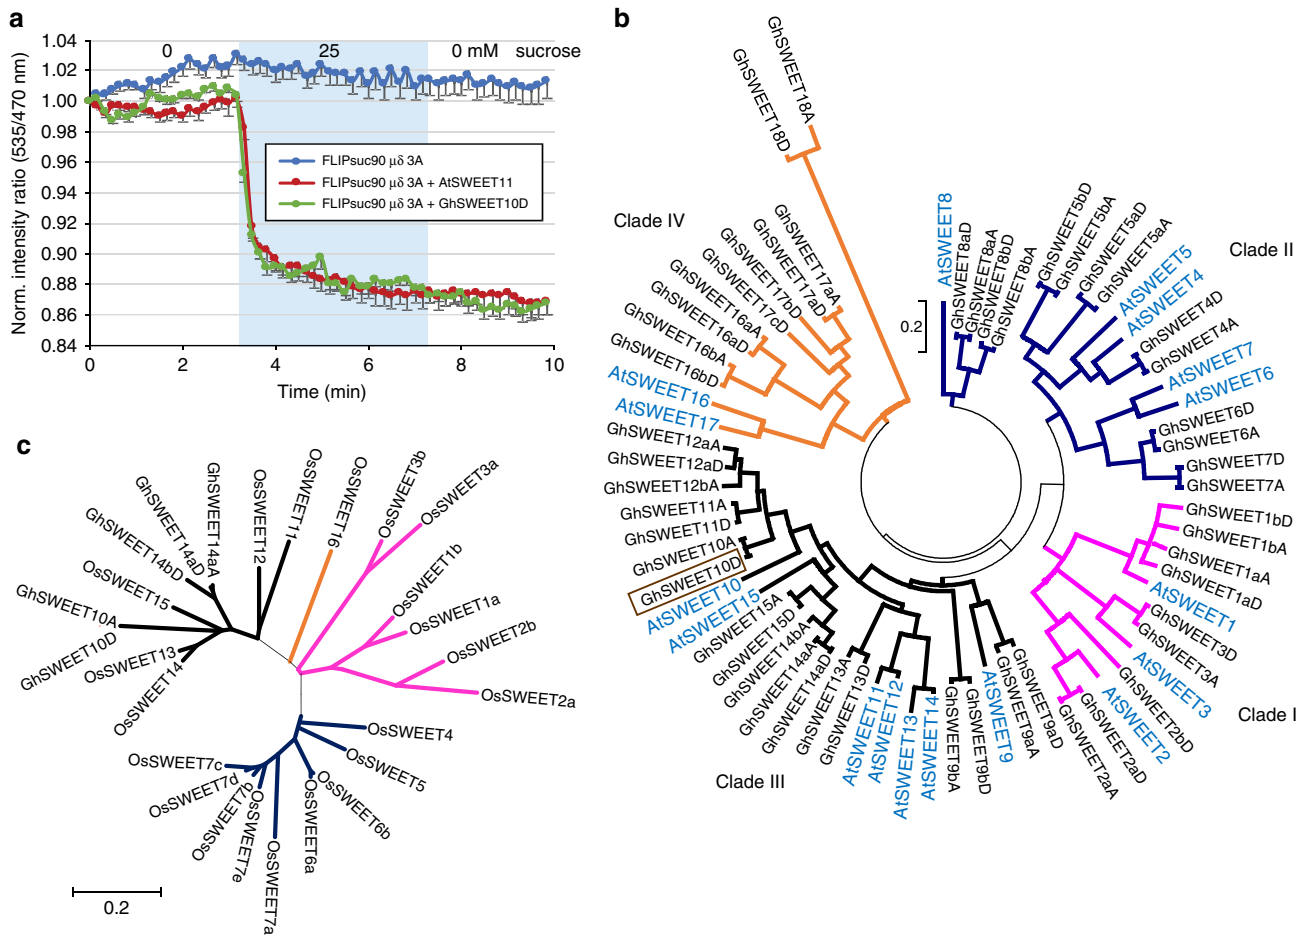 a
1.04
1.02
1.00
0.98
0.96
0.94
0.92
0.90
0.88
0.86
0.84
Norm. intensity ratio (535/470 nm)
0
25
0 mM sucrose
FLIPsuc90 μδ 3A
FLIPsuc90 μδ 3A + AtSWEET11
FLIPsuc90 μδ 3A + GhSWEET10D
0
2
4
6
8
10
Time (min)
b
GhSWEET18A
GhSWEET18D
Clade IV
GhSWEET17aA
GhSWEET17aD
GhSWEET17bD
GhSWEET17cD
GhSWEET16aA
GhSWEET16aD
GhSWEET16bA
GhSWEET16bD
AtSWEET16
AtSWEET17
0.2
AtSWEET8
GhSWEET8aD
GhSWEET8aA
GhSWEET8bD
GhSWEET8bA
Clade II
GhSWEET5bD
GhSWEET5bA
GhSWEET5aD
GhSWEET5aA
AtSWEET5
AtSWEET4
GhSWEET4D
GhSWEET4A
AtSWEET7
AtSWEET6
GhSWEET6D
GhSWEET6A
GhSWEET7D
GhSWEET7A
GhSWEET1bD
GhSWEET1bA
GhSWEET1aA
GhSWEET1aD
AtSWEET1
GhSWEET3D
GhSWEET3A
AtSWEET3
GhSWEET2bD
AtSWEET2
GhSWEET2aD
GhSWEET2aA
Clade I
GhSWEET9aD
GhSWEET9aA
AtSWEET9
GhSWEET9bD
GhSWEET9bA
AtSWEET14
AtSWEET13
AtSWEET12
AtSWEET11
GhSWEET13D
GhSWEET13A
GhSWEET14aD
GhSWEET14aA
GhSWEET14bA
GhSWEET15D
GhSWEET15A
AtSWEET15
AtSWEET10
GhSWEET10D
GhSWEET10A
GhSWEET11D
GhSWEET11A
GhSWEET12bA
GhSWEET12aD
GhSWEET12aA
Clade III
c
OsSWEET3b
OsSWEET3a
OsSWEET16
OsSWEET11
OsSWEET12
GhSWEET14aA
GhSWEET14aD
GhSWEET14bD
OsSWEET15
GhSWEET10A
GhSWEET10D
OsSWEET13
OsSWEET14
OsSWEET1b
OsSWEET1a
OsSWEET2b
OsSWEET2a
OsSWEET4
OsSWEET5
OsSWEET6b
OsSWEET6a
OsSWEET7a
OsSWEET7e
OsSWEET7b
OsSWEET7d
OsSWEET7c
0.2